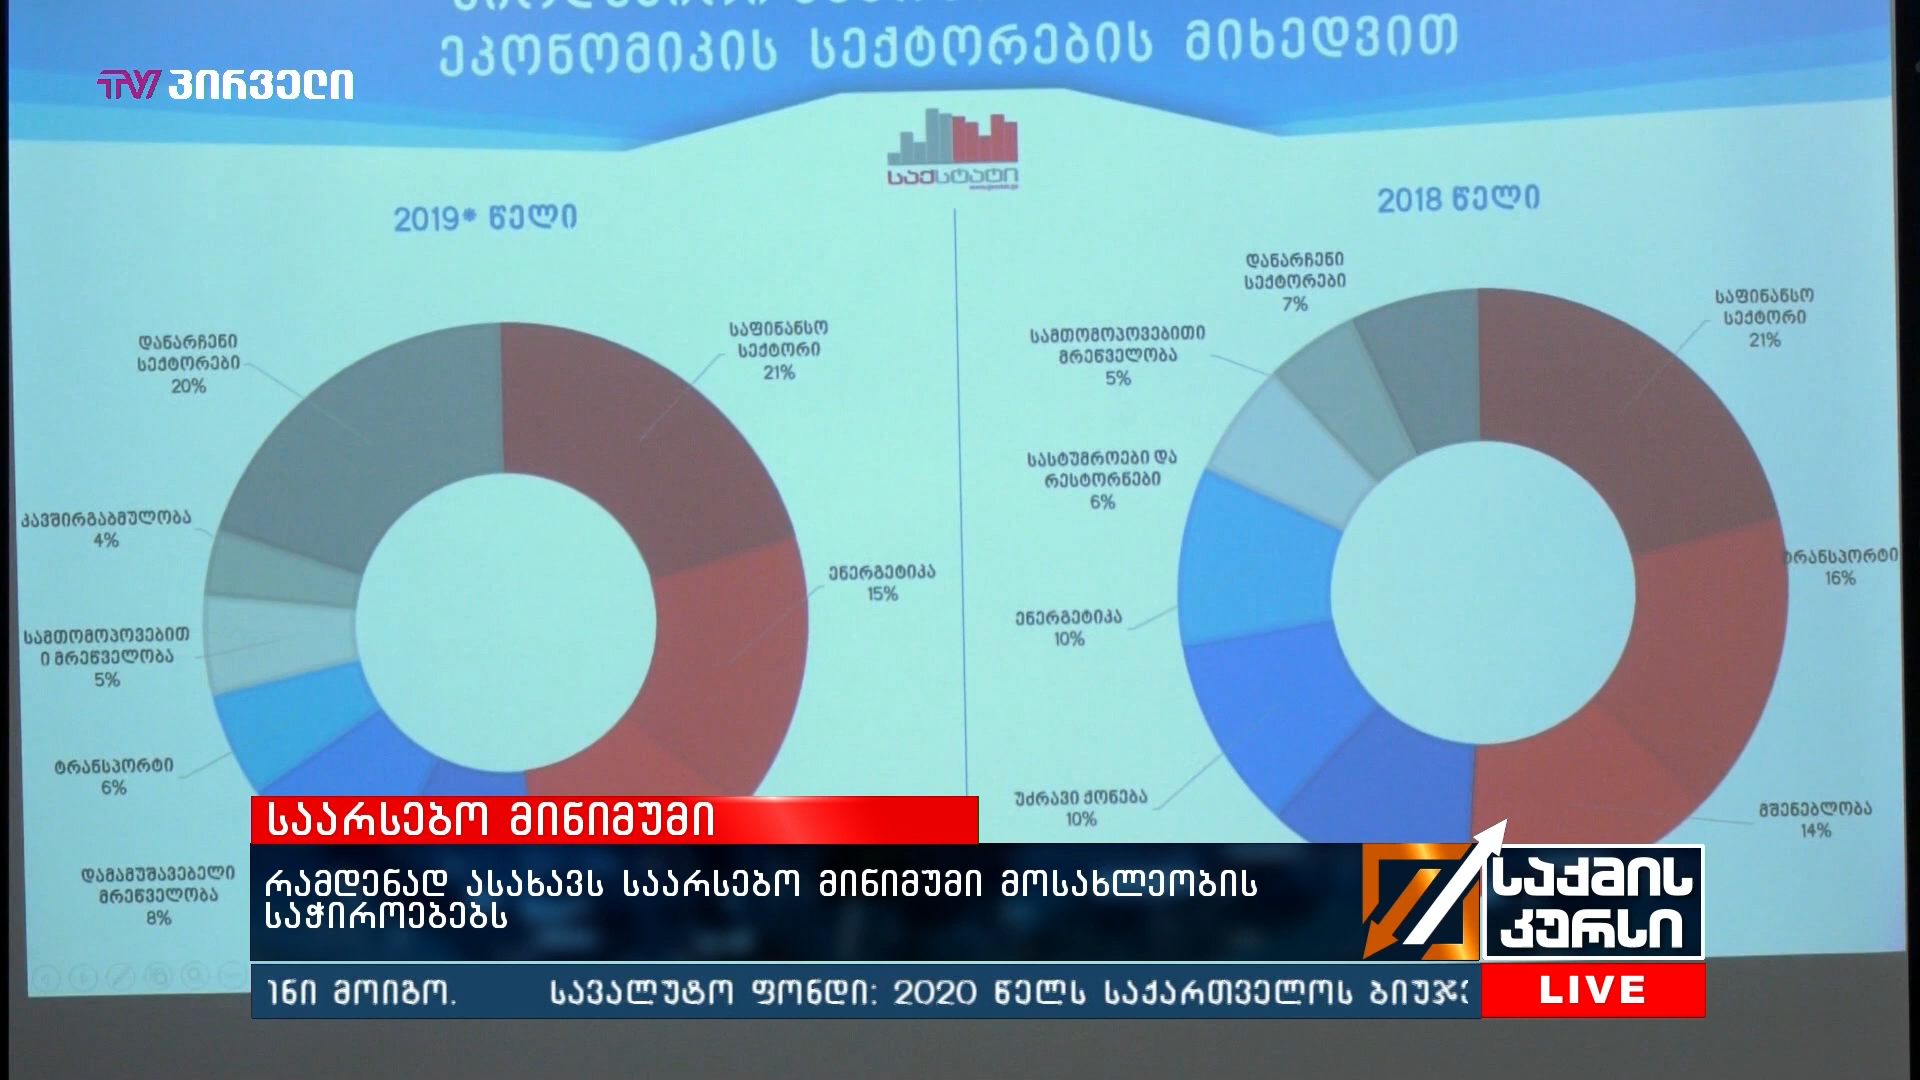 ეკონომიკის სექტორების მიხედვით
TV პირველი
საქსტატი
2019* წელი
2018 წელი
დანარჩენი
სექტორები
20%
საფინანსო
სექტორი
21%
კავშირგაბმულობა
4%
ენერგეტიკა
15%
სამთომოპოვებით
ი მრეწველობა
5%
ტრანსპორტი
6%
დამამუშავებელი
მრეწველობა
8%
დანარჩენი
სექტორები
7%
საფინანსო
სექტორი
21%
სამთომოპოვებითი
მრეწველობა
5%
სასტუმროები და
რესტორნები
6%
ტრანსპორტი
16%
ენერგეტიკა
10%
უძრავი ქონება
10%
მშენებლობა
14%
საარსებო მინიმუმი
რამდენად ასახავს საარსებო მინიმუმი მოსახლეობის
საჭიროებებს
საქმის
კურსი
ინი მოიგო. სავალუტო ფონდი: 2020 წელს საქართველოს ბიუჯე
LIVE